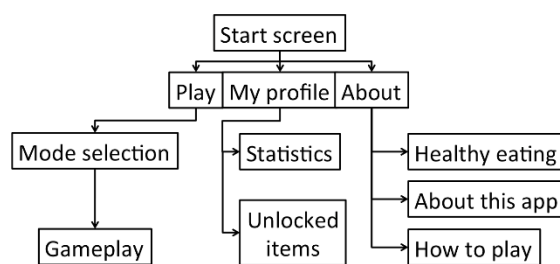 Start screen
Play
My profile
About
Mode selection
Statistics
Healthy eating
About this app
Unlocked
items
Gameplay
How to play